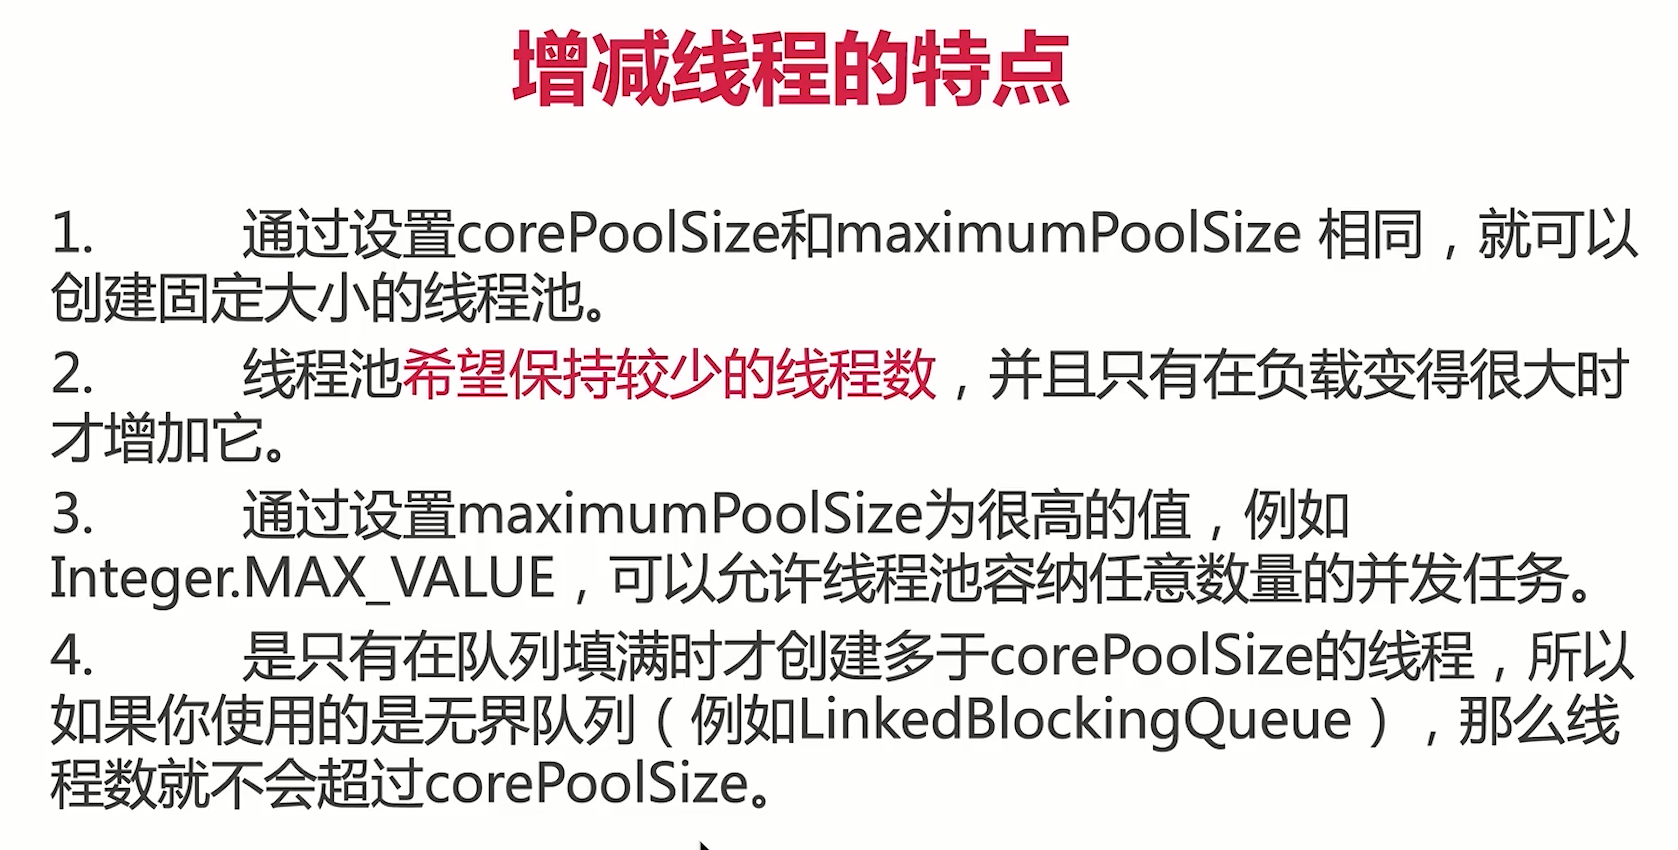 增减线程的特点
1. 通过设置corePoolSize和maximumPoolSize 相同，就可以
创建固定大小的线程池。
2. 线程池希望保持较少的线程数，并且只有在负载变得很大时
才增加它。
3. 通过设置maximumPoolSize为很高的值，例如
Integer.MAX_VALUE，可以允许线程池容纳任意数量的并发任务。
4. 是只有在队列填满时才创建多于corePoolSize的线程，所以
如果你使用的是无界队列（例如LinkedBlockingQueue），那么线
程数就不会超过corePoolSize。